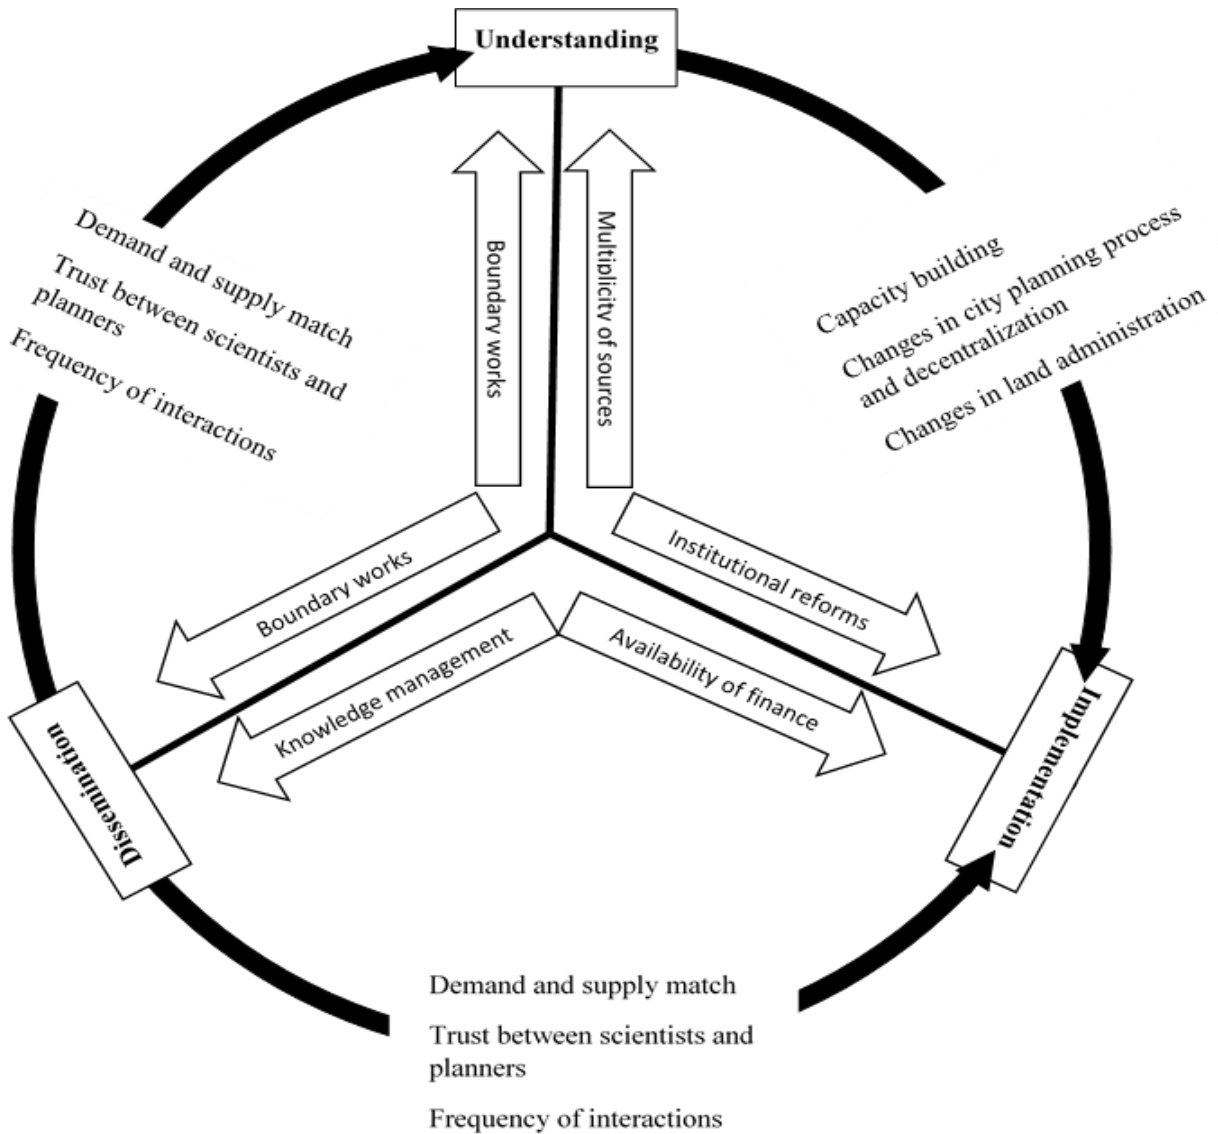 Understanding
Demand and supply match
Trust between scientists and
planners
Frequency of interactions
Boundary works
Multiplicity of sources
Capacity building
Changes in city planning process
and decentralization
Changes in land administration
Boundary works
Institutional reforms
Knowledge management
Availability of finance
Dissemination
Implementation
Demand and supply match
Trust between scientists and
planners
Frequency of interactions